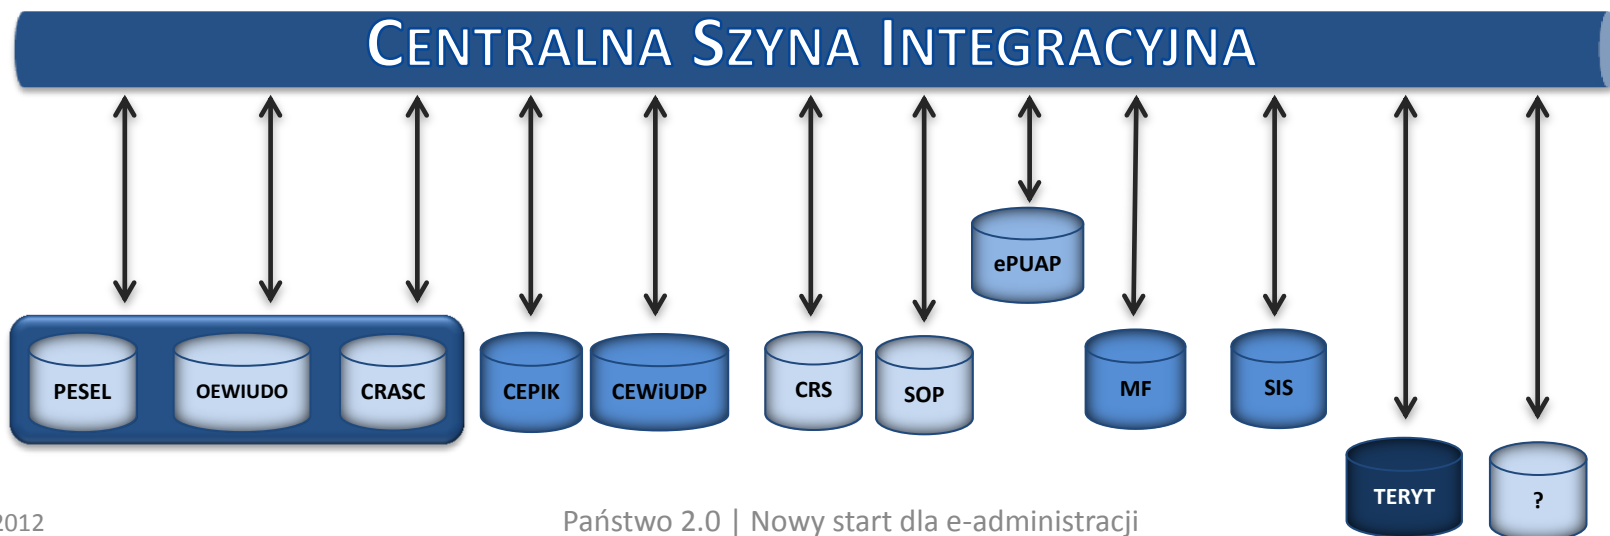 CENTRALNA SZYNA INTEGRACYJNA
ePUAP
PESEL
OEWIUDO
CRASC
CEPIK
CEWiUDP
CRS
SOP
MF
SIS
TERYT
?
2012
Państwo 2.0 | Nowy start dla e-administracji